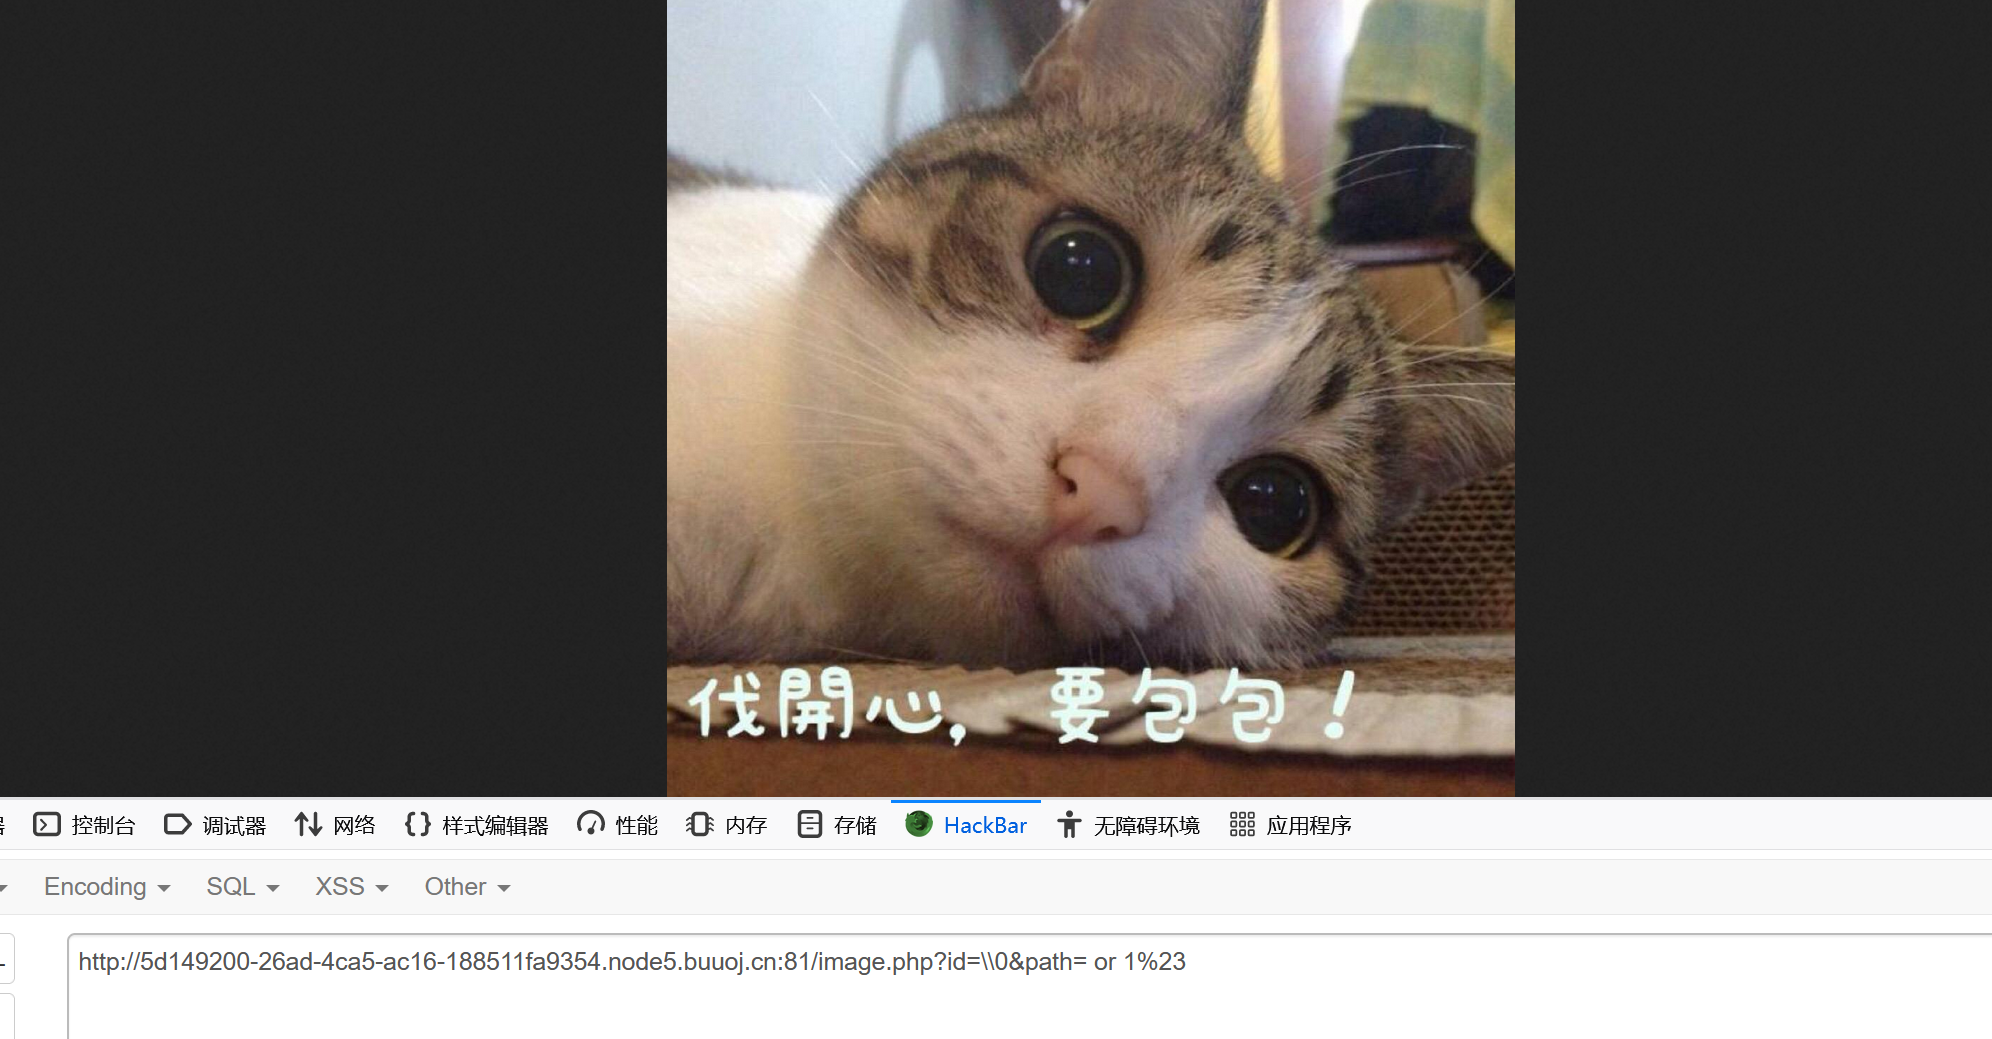 伐開心, 要包包!
控制台 调试器 网络 样式编辑器 性能 内存 存储 HackBar 无障碍环境 应用程序
Encoding SQL XSS Other
http://5d149200-26ad-4ca5-ac16-188511fa9354.node5.buuoj.cn:81/image.php?id=\\0&path= or 1%23